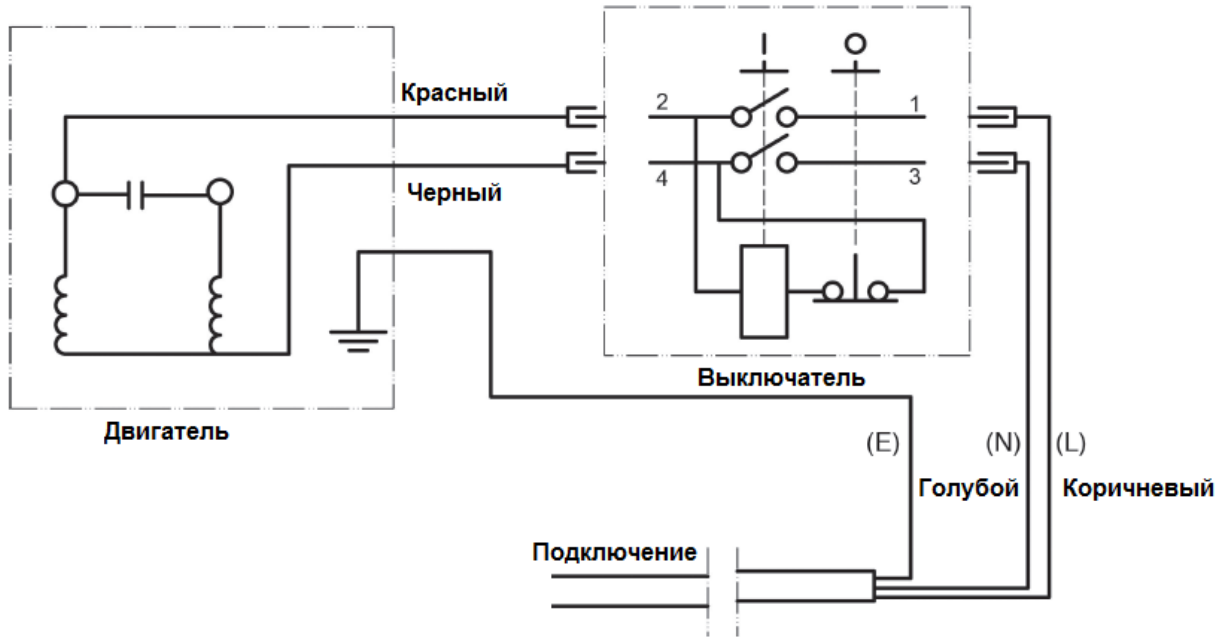 Красный
2
1
4
3
Черный
Выключатель
Двигатель
(E)
(N)
(L)
Голубой
Коричневый
Подключение